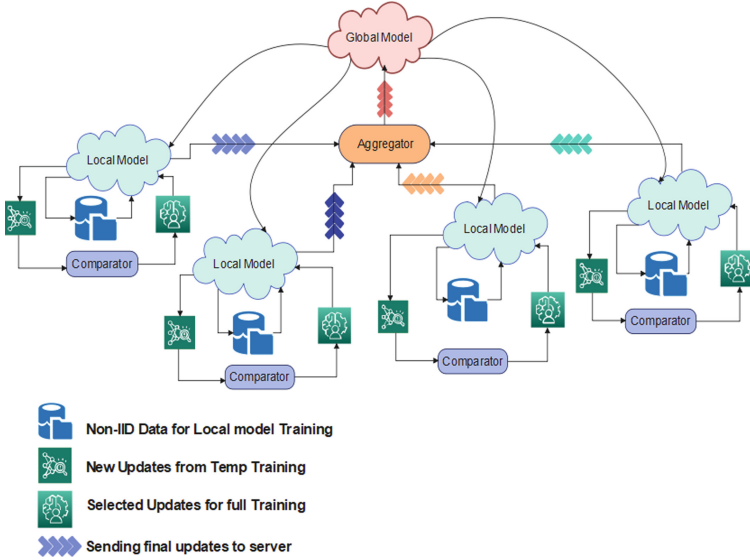 Global Model
Aggregator
Local Model
Comparator
Local Model
Comparator
Local Model
Comparator
Local Model
Comparator
Non-IID Data for Local model Training
New Updates from Temp Training
Selected Updates for full Training
Sending final updates to server